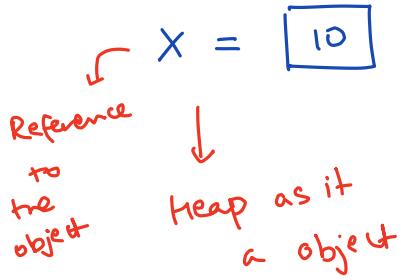 x = 10
Reference
to
the
object
Heap as it
a object